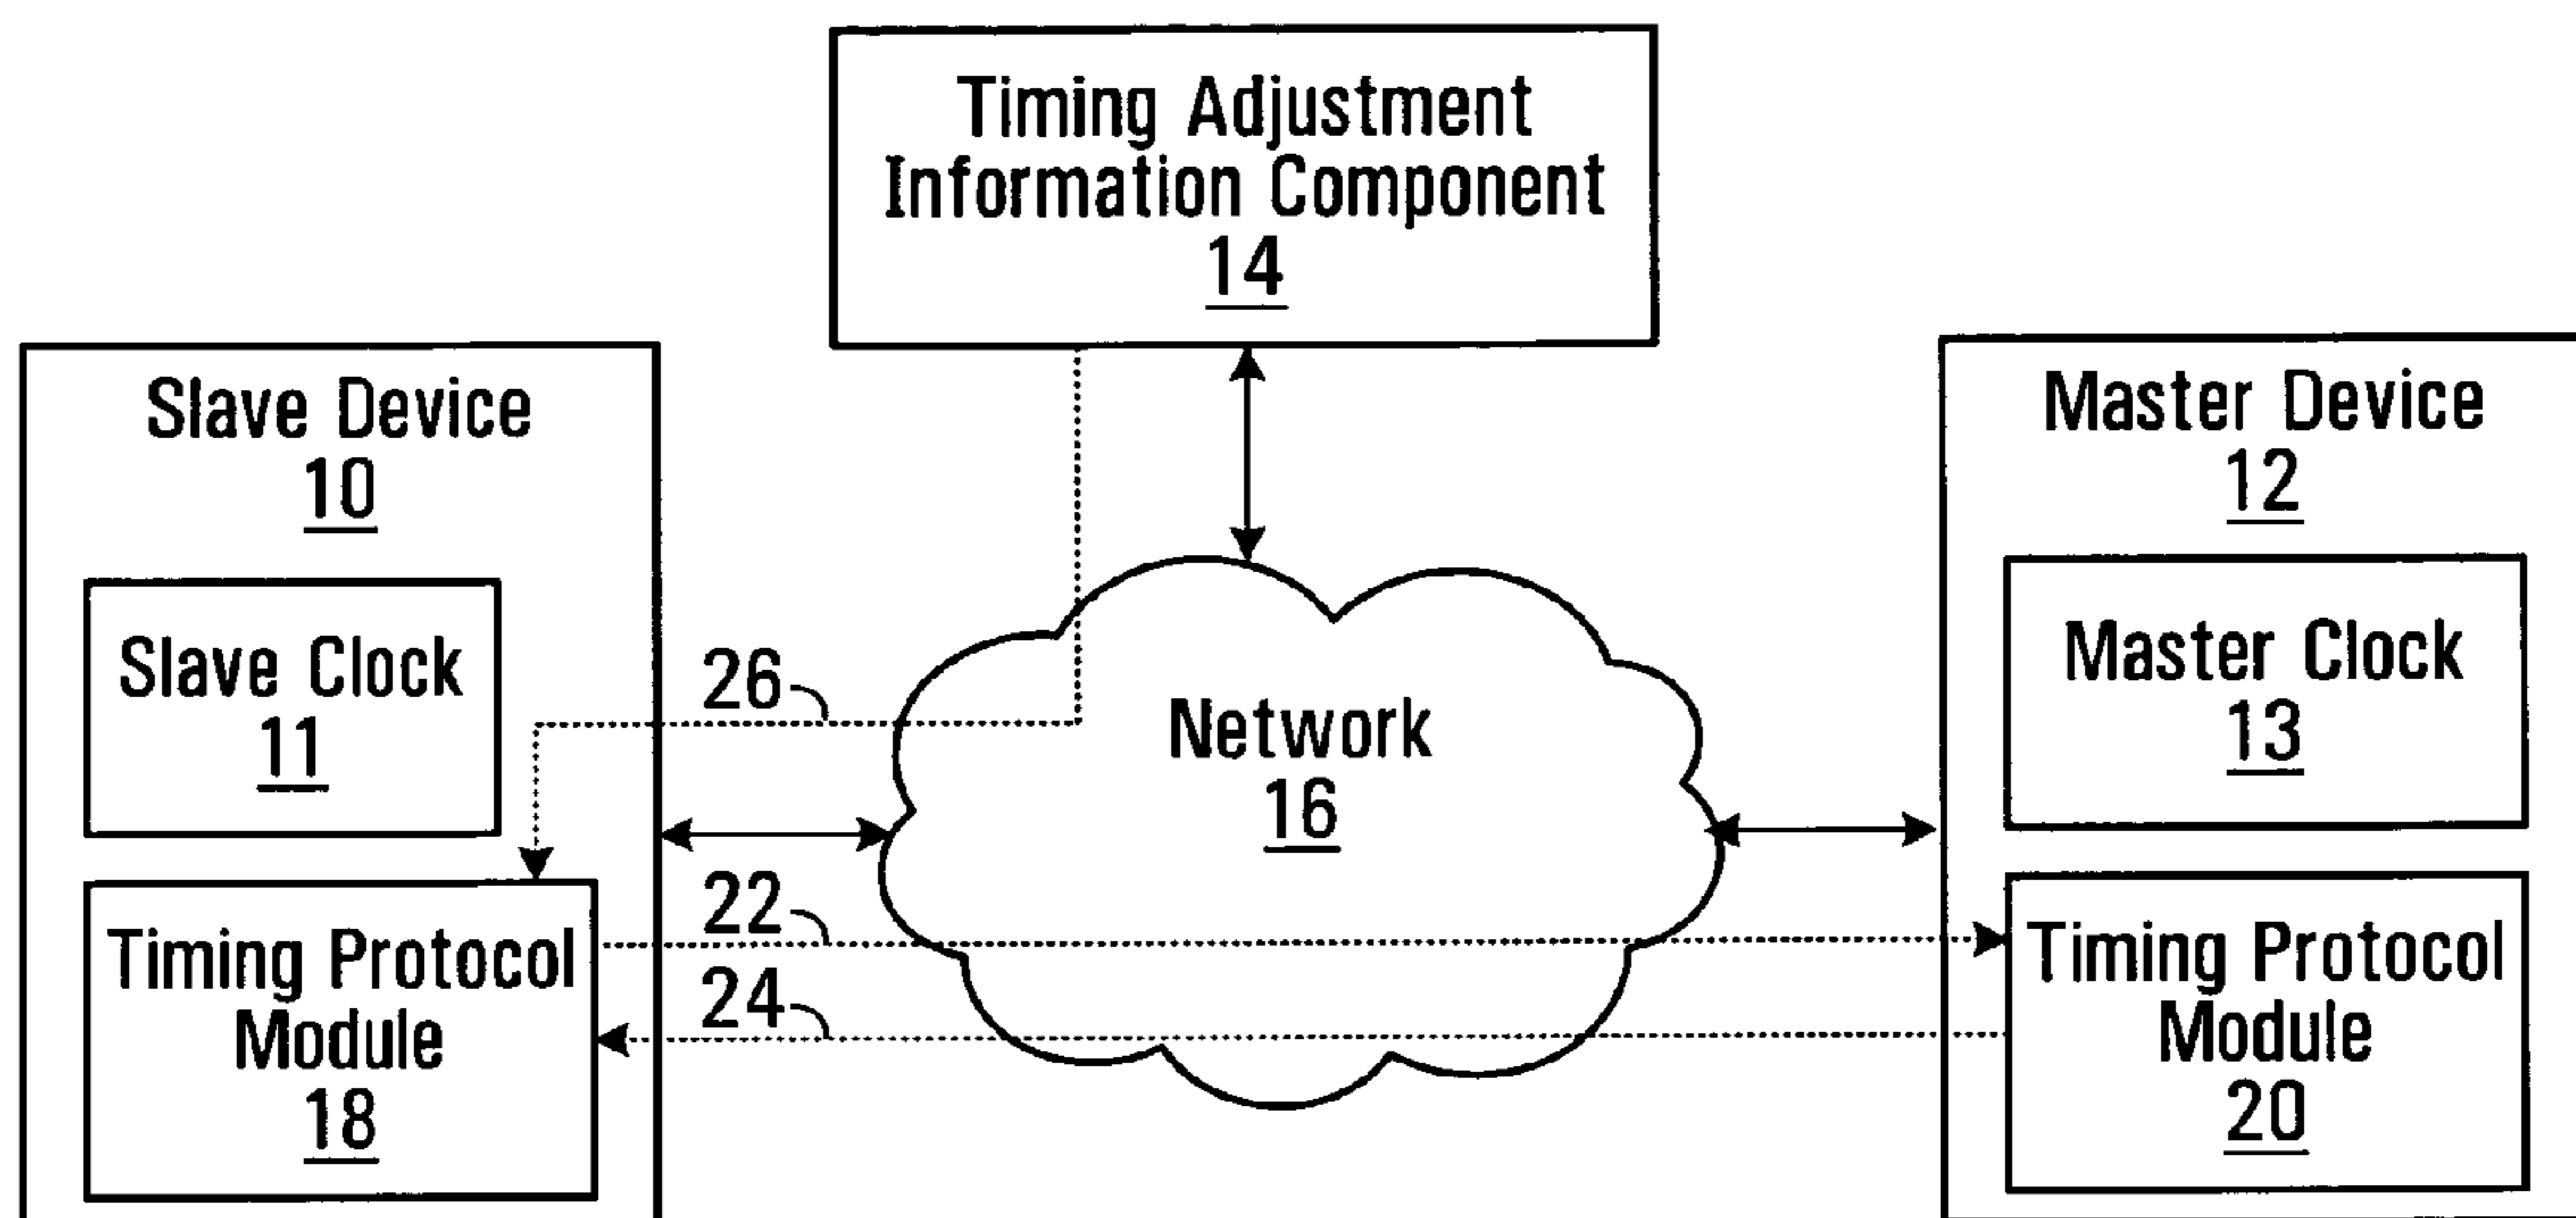 Timing Adjustment
Information Component
14
Slave Device
10
Slave Clock
11
Timing Protocol
Module
18
26
22
24
Network
16
Master Device
12
Master Clock
13
Timing Protocol
Module
20